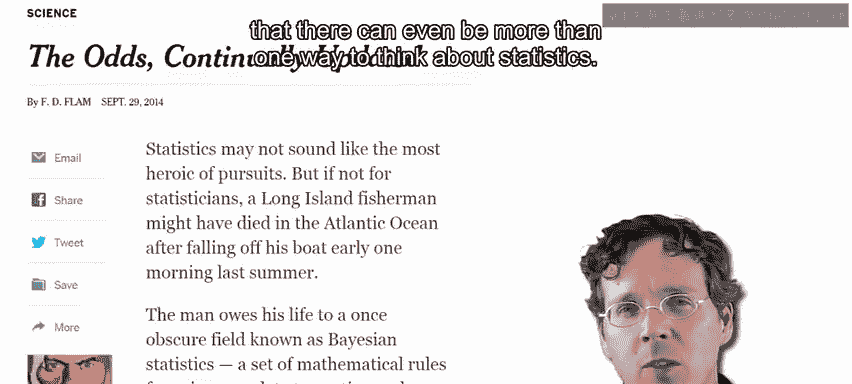 SCIENCE
that there can even be more than
one way to think about statistics.
The Odds, Continually Updated
By F. D. FLAM SEPT. 29, 2014
Email
Share
Tweet
Save
More
Statistics may not sound like the most
heroic of pursuits. But if not for
statisticians, a Long Island fisherman
might have died in the Atlantic Ocean
after falling off his boat early one
morning last summer.
The man owes his life to a once
obscure field known as Bayesian
statistics — a set of mathematical rules